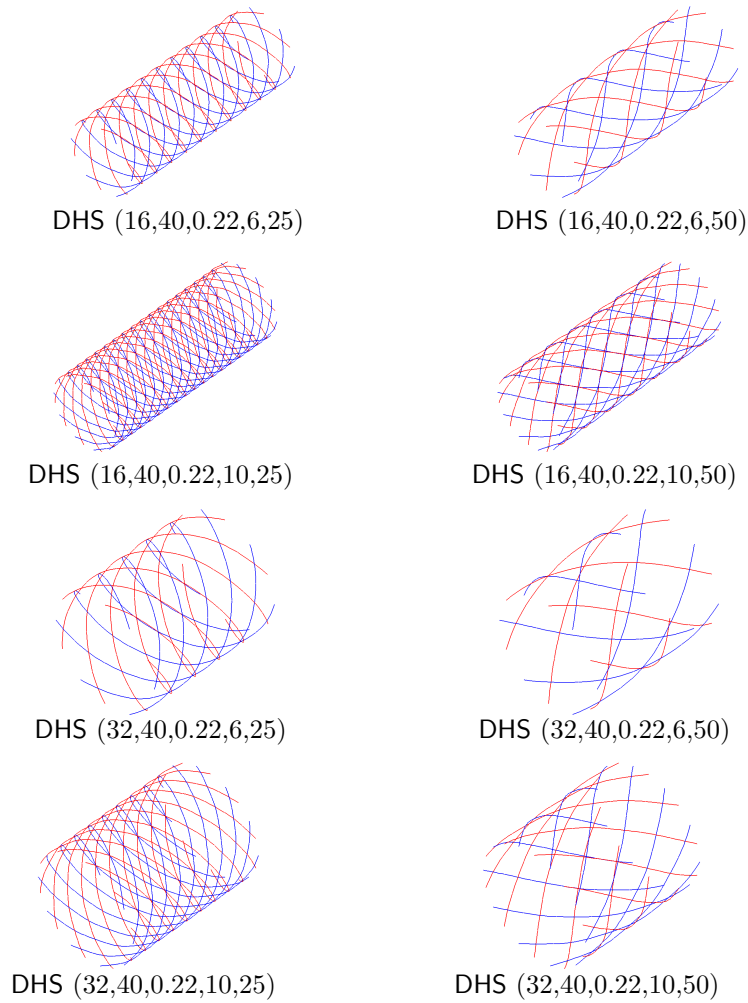 DHS (16,40,0.22,6,25)
DHS (16,40,0.22,6,50)
DHS (16,40,0.22,10,25)
DHS (16,40,0.22,10,50)
DHS (32,40,0.22,6,25)
DHS (32,40,0.22,6,50)
DHS (32,40,0.22,10,25)
DHS (32,40,0.22,10,50)